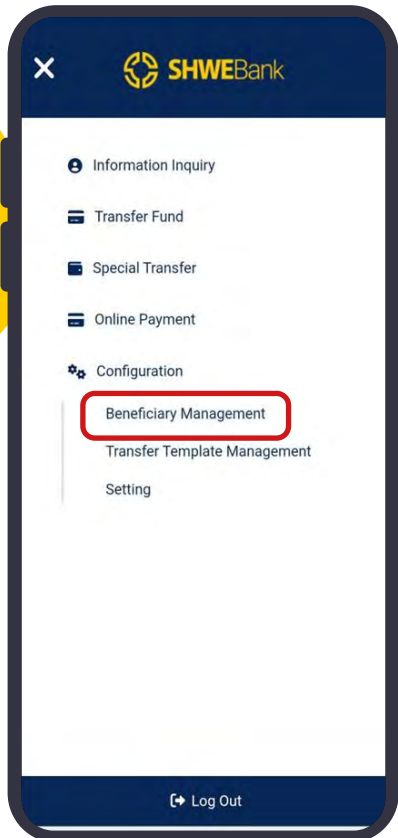 SHWEBank
Information Inquiry
Transfer Fund
Special Transfer
Online Payment
Configuration
Beneficiary Management
Transfer Template Management
Setting
Log Out